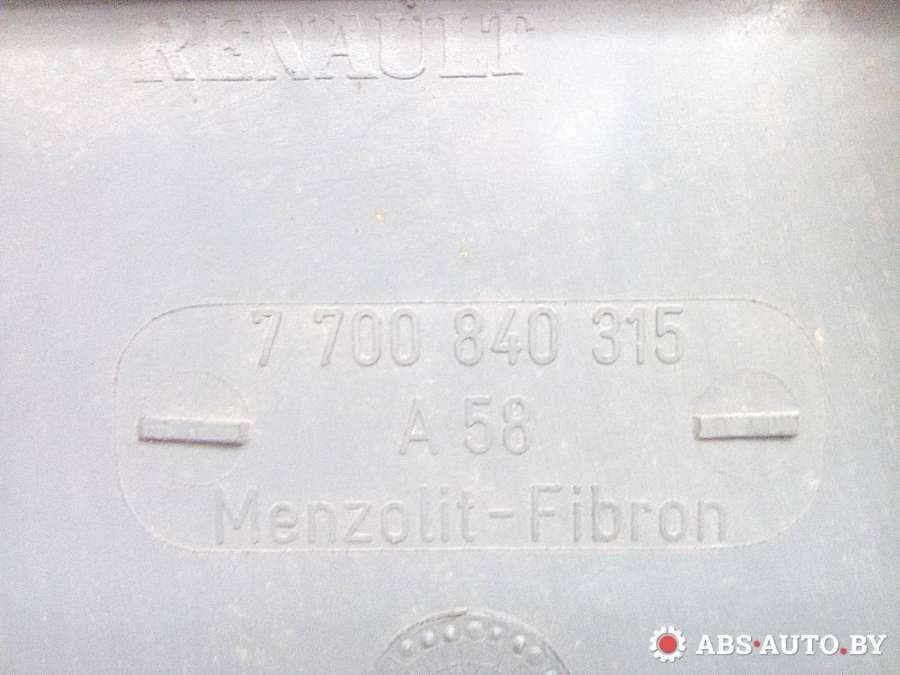 RENAULT
7 700 840 315
A 58
Menzolit-Fibron
ABS-AUTO.BY